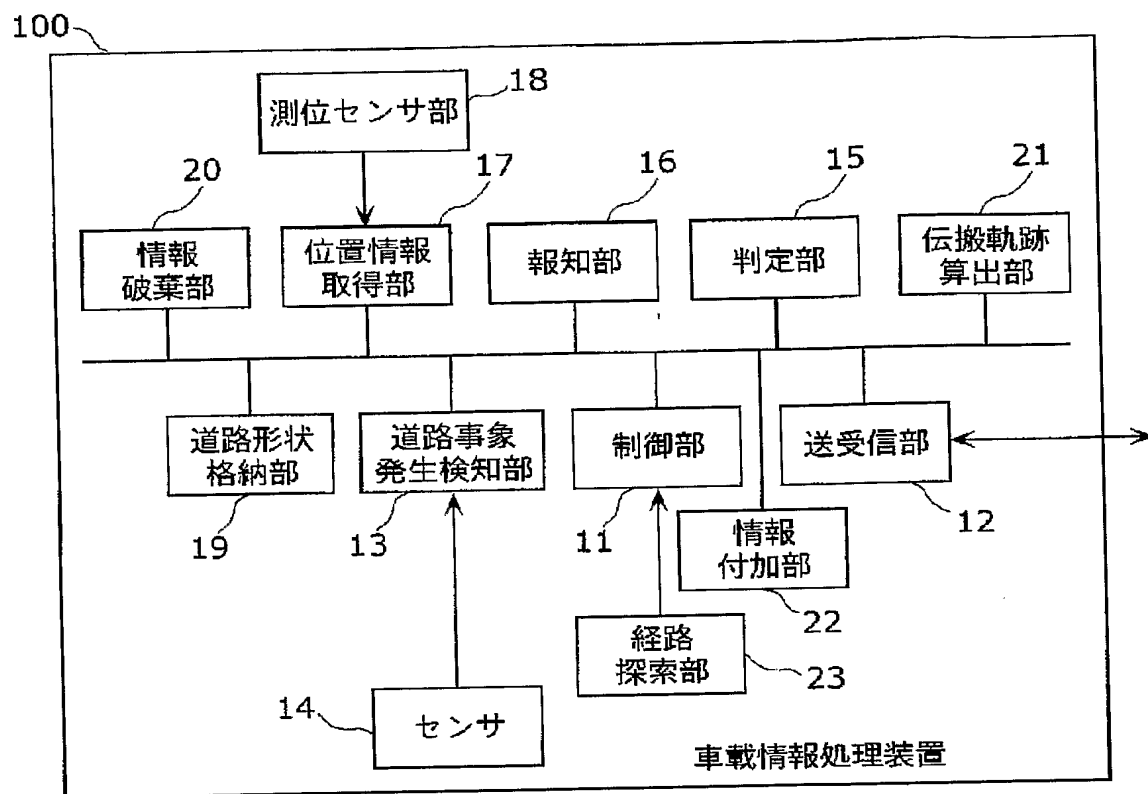 100
測位センサ部
18
20
17
16
15
21
情報
破棄部
位置情報
取得部
報知部
判定部
伝搬軌跡
算出部
道路形状
格納部
道路事象
発生検知部
制御部
送受信部
19
13
11
12
情報
付加部
22
経路
探索部
23
14
センサ
車載情報処理装置